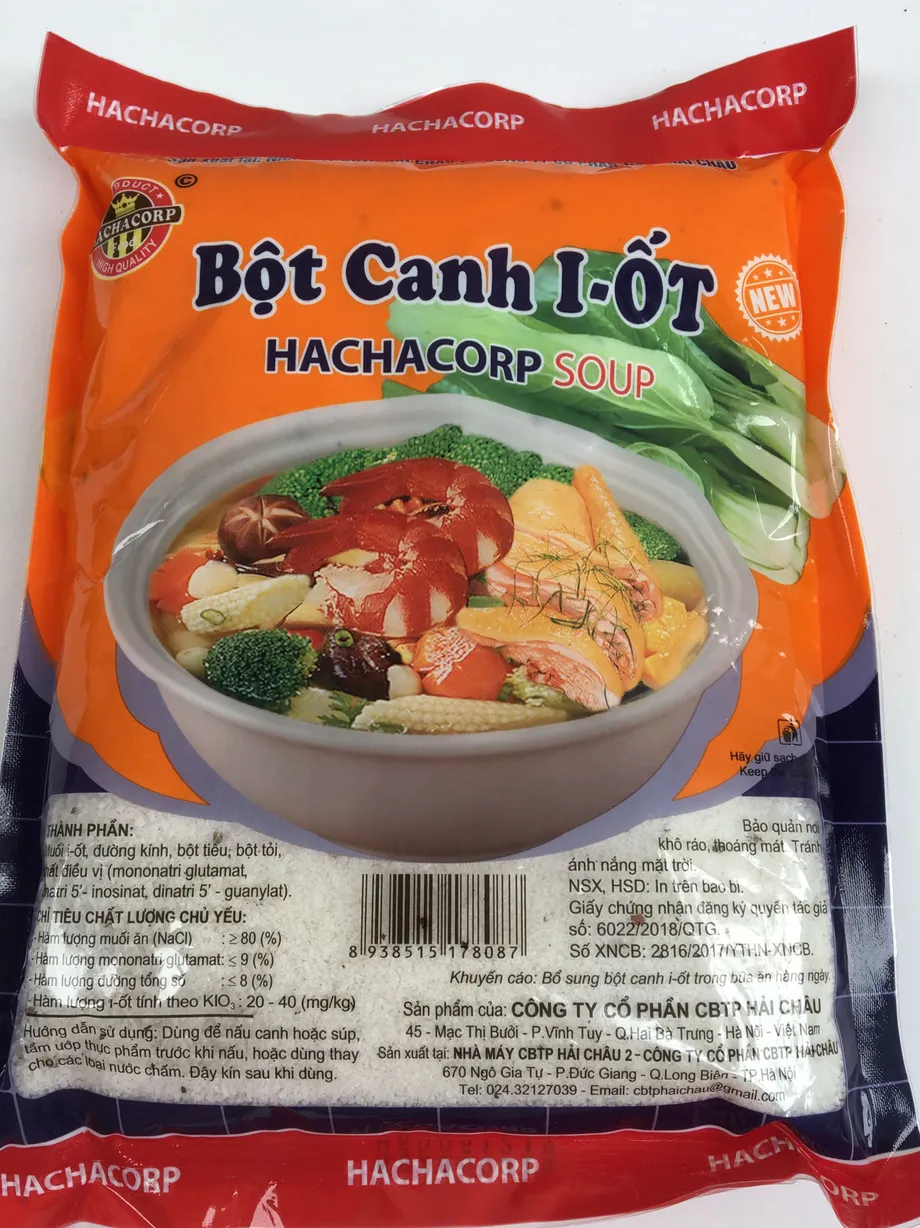 HACHACORP HACHACORP HACHACORP
PRODUCT
HACHACORP
Food
HIGH QUALITY
©
Bột Canh I-ỐT
NEW
HACHACORP SOUP
Hãy giữ sạch
Keep the
THÀNH PHẦN:
Muối i-ốt, đường kính, bột tiêu, bột tỏi,
chất điều vị (mononatri glutamat,
dinatri 5'- inosinat, dinatri 5' - guanylat).
CHỈ TIÊU CHẤT LƯỢNG CHỦ YẾU:
- Hàm lượng muối ăn (NaCl) : ≥ 80 (%)
- Hàm lượng mononatri glutamat: ≤ 9 (%)
- Hàm lượng đường tổng số : ≤ 8 (%)
- Hàm lượng i-ốt tính theo KIO3 : 20 - 40 (mg/kg)
Hướng dẫn sử dụng: Dùng để nấu canh hoặc súp,
tẩm ướp thực phẩm trước khi nấu, hoặc dùng thay
cho các loại nước chấm. Đậy kín sau khi dùng.
8 938515 178087
Bảo quản nơi
khô ráo, thoáng mát. Tránh
ánh nắng mặt trời.
NSX, HSD: In trên bao bì.
Giấy chứng nhận đăng ký quyền tác giả
số: 6022/2018/QTG.
Số XNCB: 2816/2017/YTHN-XNCB.
Khuyến cáo: Bổ sung bột canh i-ốt trong bữa ăn hàng ngày.
Sản phẩm của: CÔNG TY CỔ PHẦN CBTP HẢI CHÂU
45 - Mạc Thị Bưởi - P.Vĩnh Tuy - Q.Hai Bà Trưng - Hà Nội - Việt Nam
Sản xuất tại: NHÀ MÁY CBTP HẢI CHÂU 2 - CÔNG TY CỔ PHẦN CBTP HẢI CHÂU
670 Ngô Gia Tự - P.Đức Giang - Q.Long Biên - TP.Hà Nội
Tel: 024.32127039 - Email: cbtphaichau@gmail.com
HACHACORP HACHACORP HACHACORP